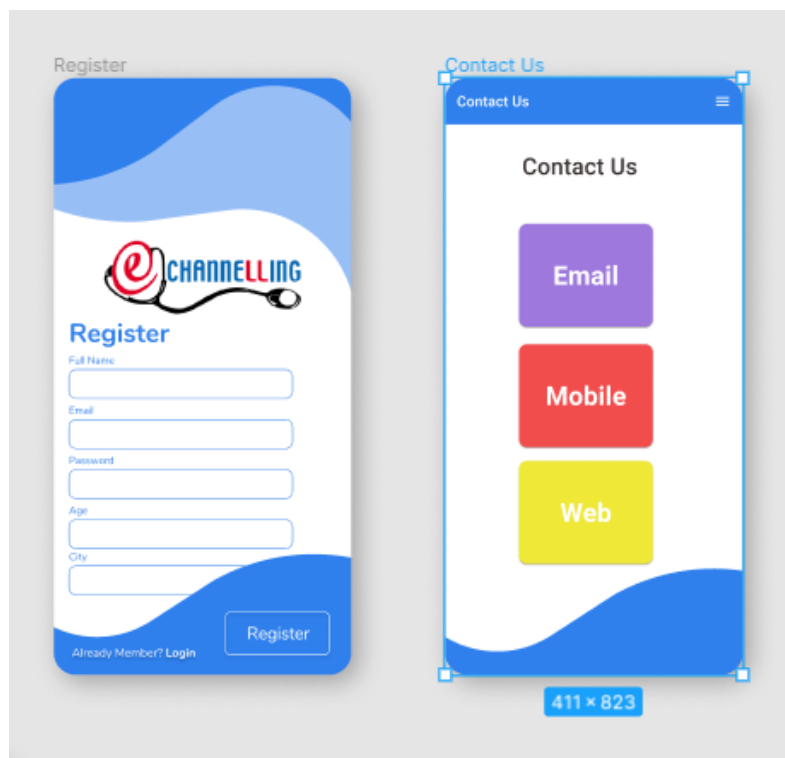 Register
e CHANNELLING
Register
Full Name
Email
Password
Age
City
Register
Already Member? Login
Contact Us
Contact Us
Contact Us
Email
Mobile
Web
411 × 823